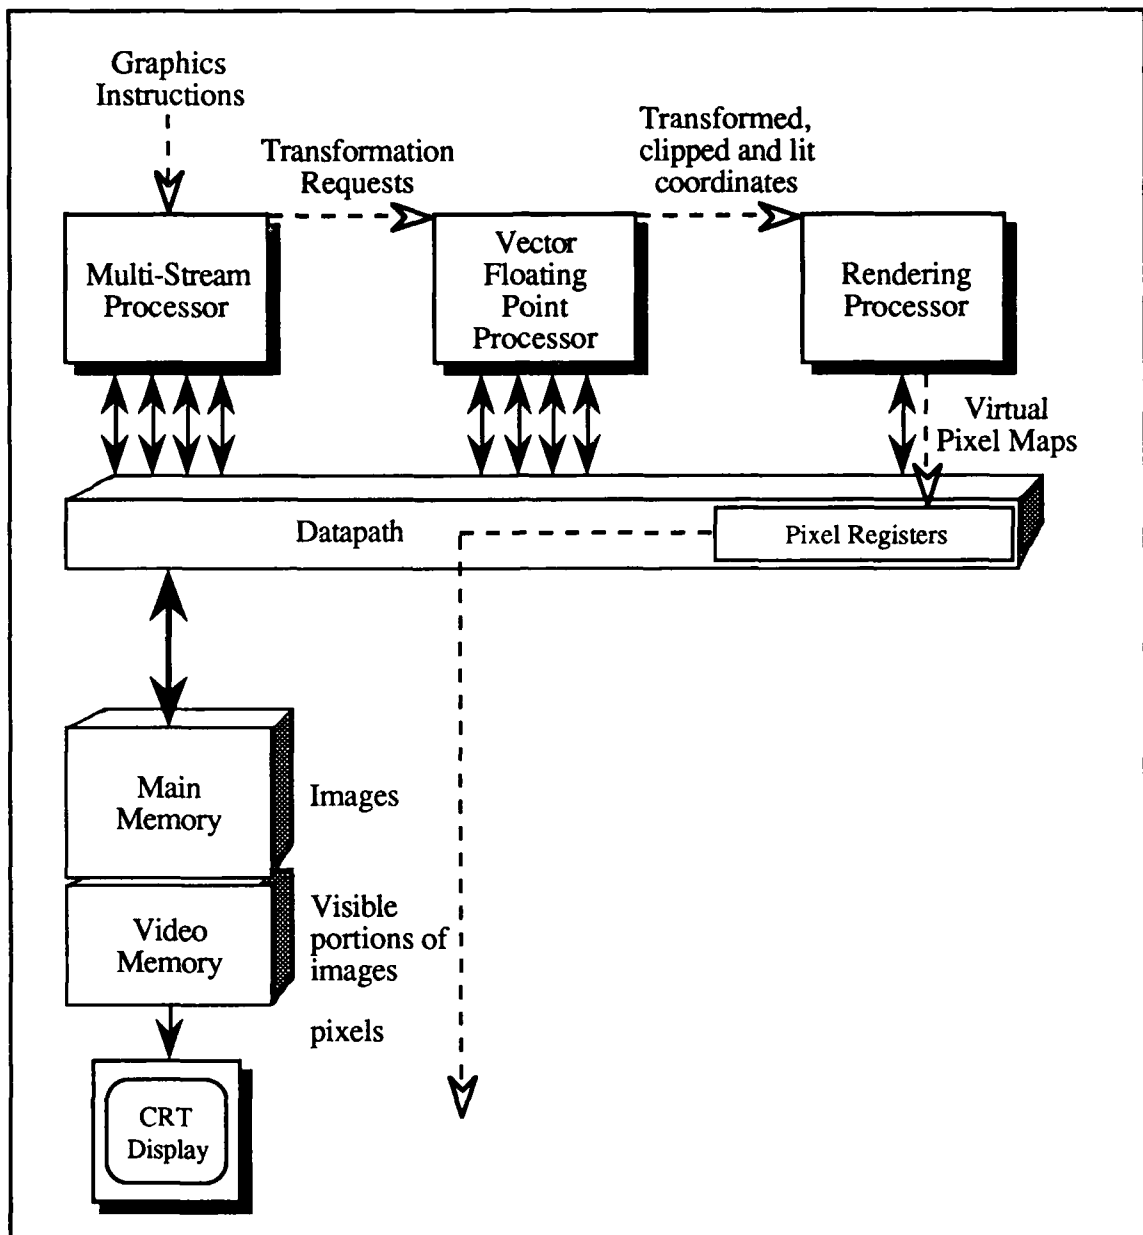 Graphics
Instructions
Transformation
Requests
Transformed,
clipped and lit
coordinates
Multi-Stream
Processor
Vector
Floating
Point
Processor
Rendering
Processor
Virtual
Pixel Maps
Datapath
Pixel Registers
Main
Memory
Images
Video
Memory
Visible
portions of
images
pixels
CRT
Display